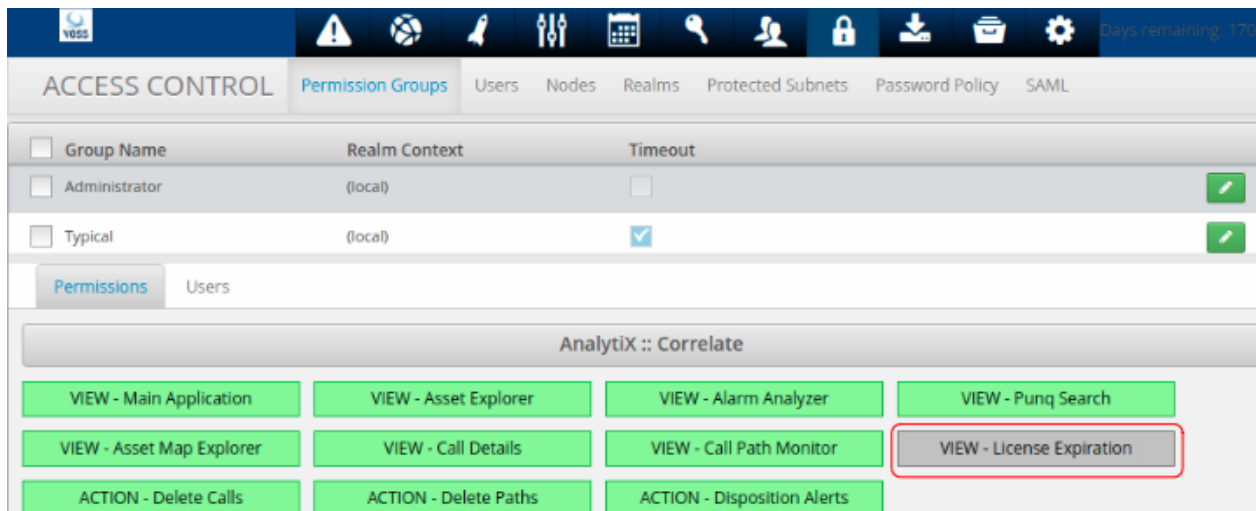 VOSS
Days remaining: 170
ACCESS CONTROL Permission Groups Users Nodes Realms Protected Subnets Password Policy SAML
Group Name Realm Context Timeout
Administrator (local)
Typical (local)
Permissions Users
AnalytiX :: Correlate
VIEW - Main Application VIEW - Asset Explorer VIEW - Alarm Analyzer VIEW - Punq Search
VIEW - Asset Map Explorer VIEW - Call Details VIEW - Call Path Monitor VIEW - License Expiration
ACTION - Delete Calls ACTION - Delete Paths ACTION - Disposition Alerts